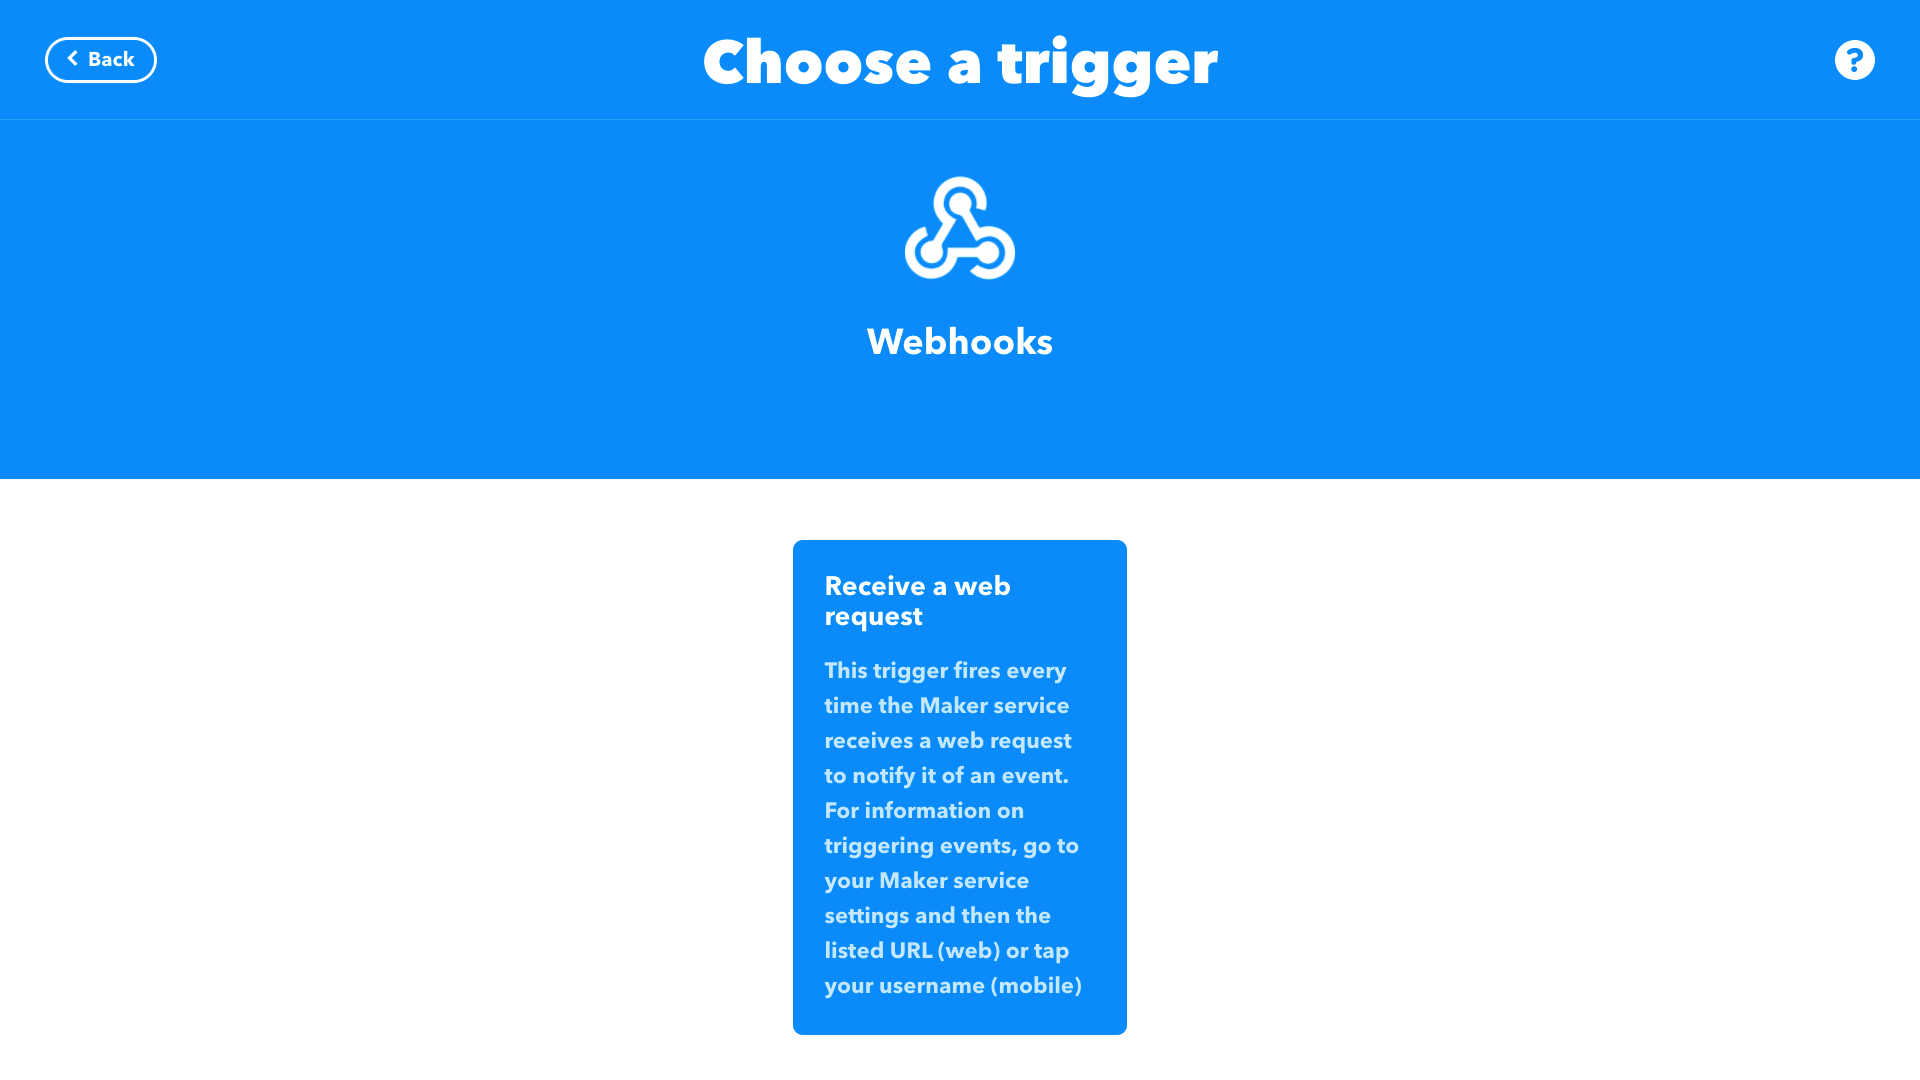 Back
Choose a trigger
?
Webhooks
Receive a web
request
This trigger fires every
time the Maker service
receives a web request
to notify it of an event.
For information on
triggering events, go to
your Maker service
settings and then the
listed URL (web) or tap
your username (mobile)